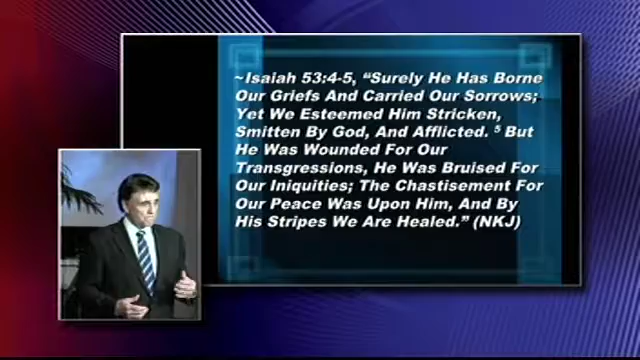 ~Isaiah 53:4-5, “Surely He Has Borne
Our Griefs And Carried Our Sorrows;
Yet We Esteemed Him Stricken,
Smitten By God, And Afflicted. ⁵ But
He Was Wounded For Our
Transgressions, He Was Bruised For
Our Iniquities; The Chastisement For
Our Peace Was Upon Him, And By
His Stripes We Are Healed.” (NKJ)